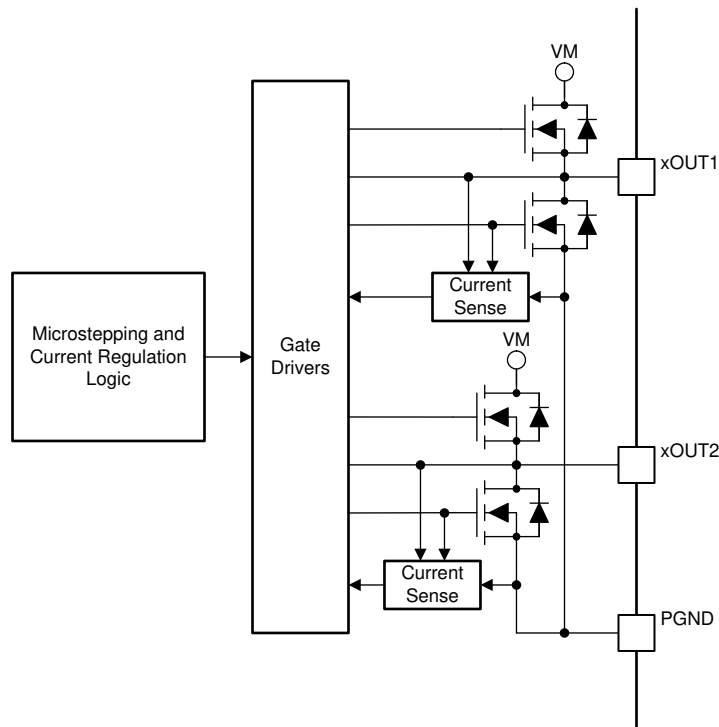 VM
xOUT1
Current
Sense
Microstepping and
Current Regulation
Logic
Gate
Drivers
VM
xOUT2
Current
Sense
PGND